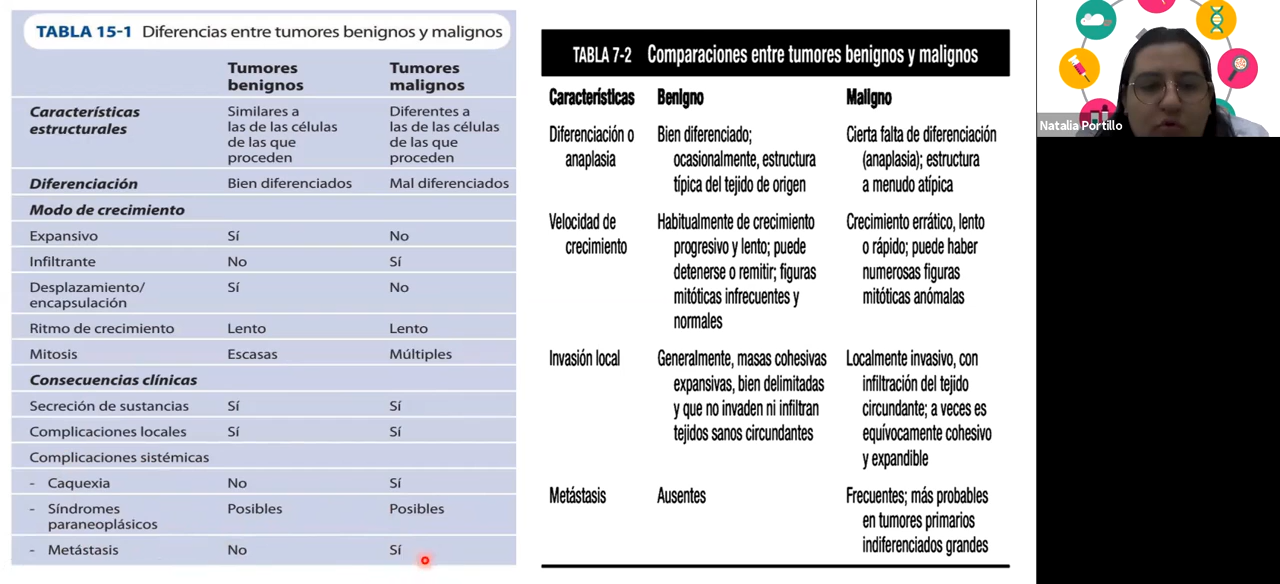 TABLA 15-1 Diferencias entre tumores benignos y malignos
Tumores benignos Tumores malignos
Características estructurales Similares a las de las células de las que proceden Diferentes a las de las células de las que proceden
Diferenciación Bien diferenciados Mal diferenciados
Modo de crecimiento
Expansivo Sí No
Infiltrante No Sí
Desplazamiento/ encapsulación Sí No
Ritmo de crecimiento Lento Lento
Mitosis Escasas Múltiples
Consecuencias clínicas
Secreción de sustancias Sí Sí
Complicaciones locales Sí Sí
Complicaciones sistémicas
- Caquexia No Sí
- Síndromes paraneoplásicos Posibles Posibles
- Metástasis No Sí
TABLA 7-2 Comparaciones entre tumores benignos y malignos
Características Benigno Maligno
Diferenciación o anaplasia Bien diferenciado; ocasionalmente, estructura típica del tejido de origen Cierta falta de diferenciación (anaplasia); estructura a menudo atípica
Velocidad de crecimiento Habitualmente de crecimiento progresivo y lento; puede detenerse o remitir; figuras mitóticas infrecuentes y normales Crecimiento errático, lento o rápido; puede haber numerosas figuras mitóticas anómalas
Invasión local Generalmente, masas cohesivas expansivas, bien delimitadas y que no invaden ni infiltran tejidos sanos circundantes Localmente invasivo, con infiltración del tejido circundante; a veces es equívocamente cohesivo y expandible
Metástasis Ausentes Frecuentes; más probables en tumores primarios indiferenciados grandes
Natalia Portillo